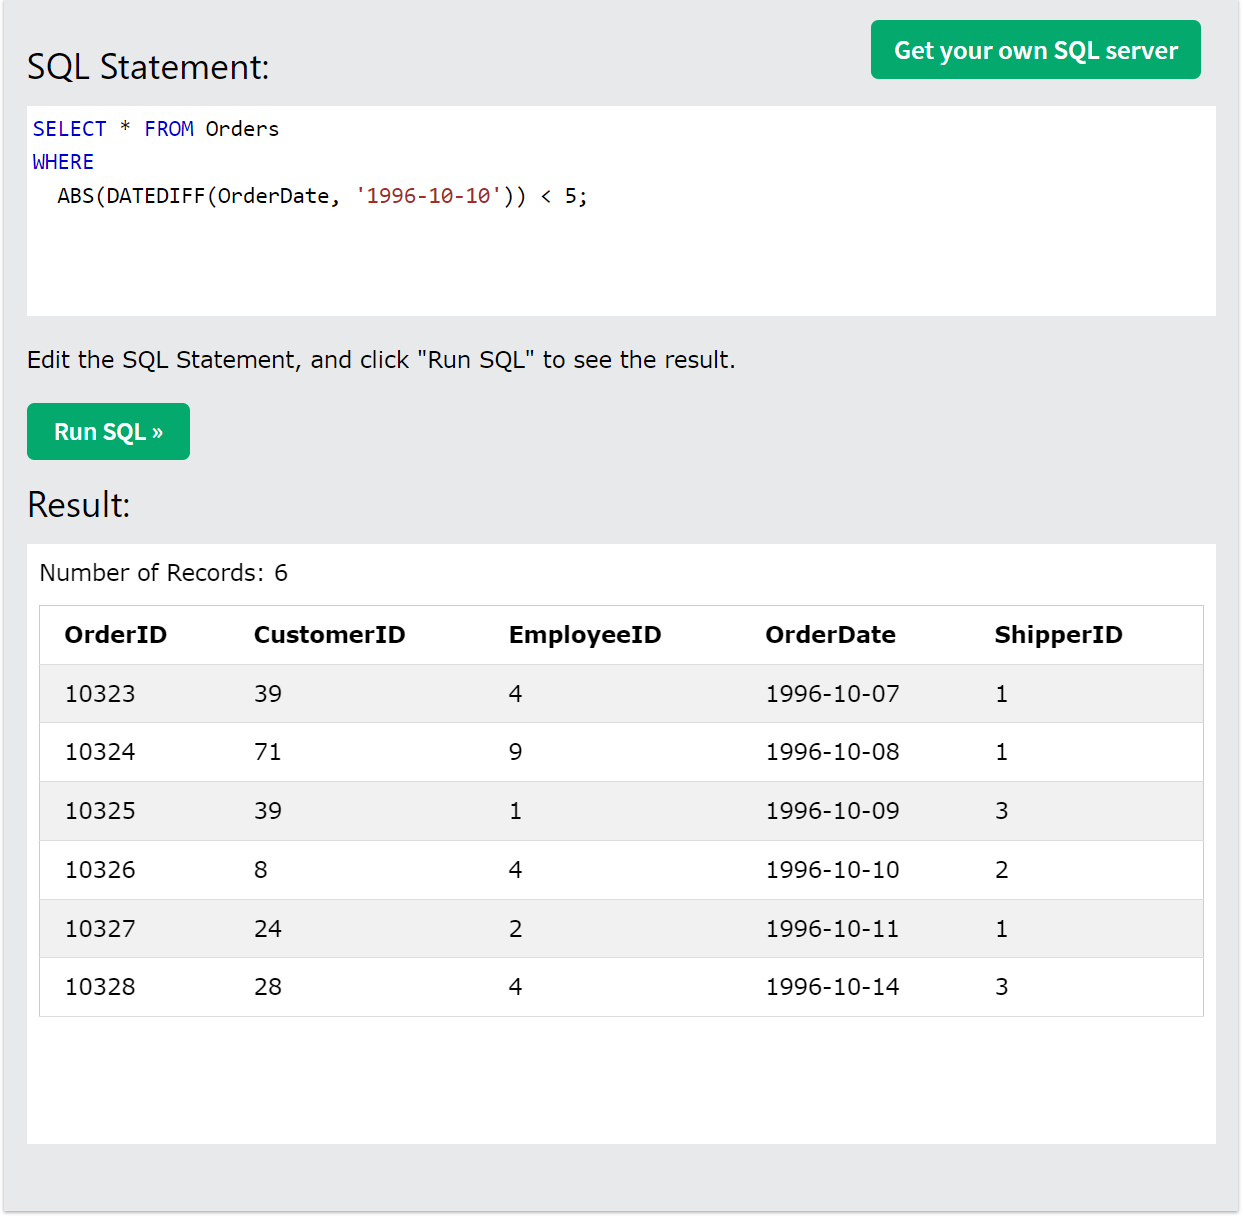 SQL Statement:
Get your own SQL server
SELECT * FROM Orders
WHERE
  ABS(DATEDIFF(OrderDate, '1996-10-10')) < 5;
Edit the SQL Statement, and click "Run SQL" to see the result.
Run SQL »
Result:
Number of Records: 6
OrderID CustomerID EmployeeID OrderDate ShipperID
10323 39 4 1996-10-07 1
10324 71 9 1996-10-08 1
10325 39 1 1996-10-09 3
10326 8 4 1996-10-10 2
10327 24 2 1996-10-11 1
10328 28 4 1996-10-14 3